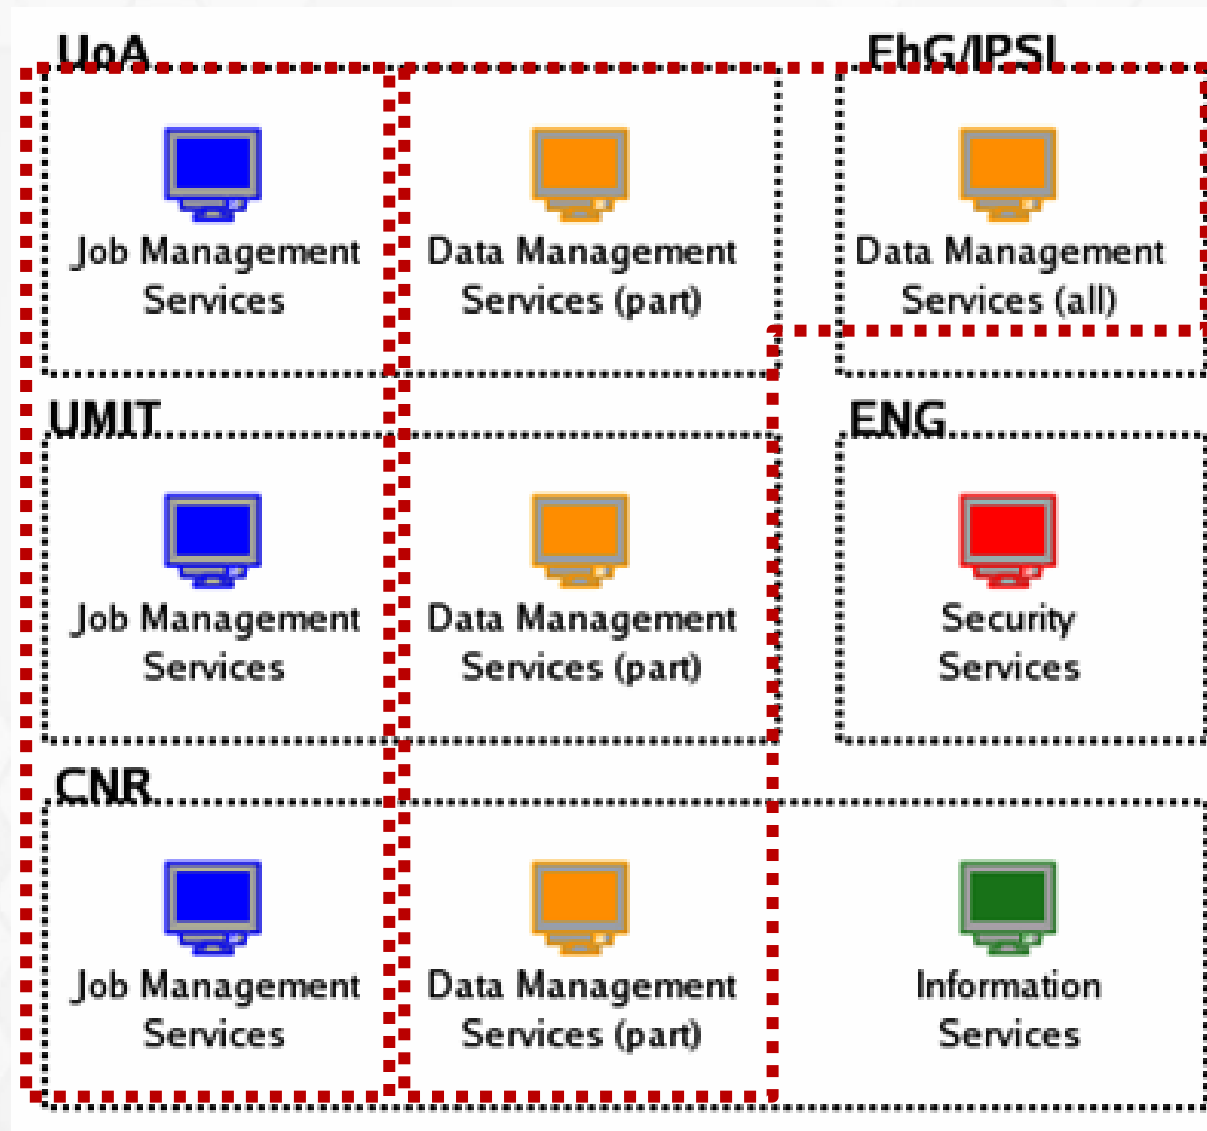 UoA
FhG/IPSI
Job Management
Services
Data Management
Services (part)
Data Management
Services (all)
UMIT
ENG
Job Management
Services
Data Management
Services (part)
Security
Services
CNR
Job Management
Services
Data Management
Services (part)
Information
Services